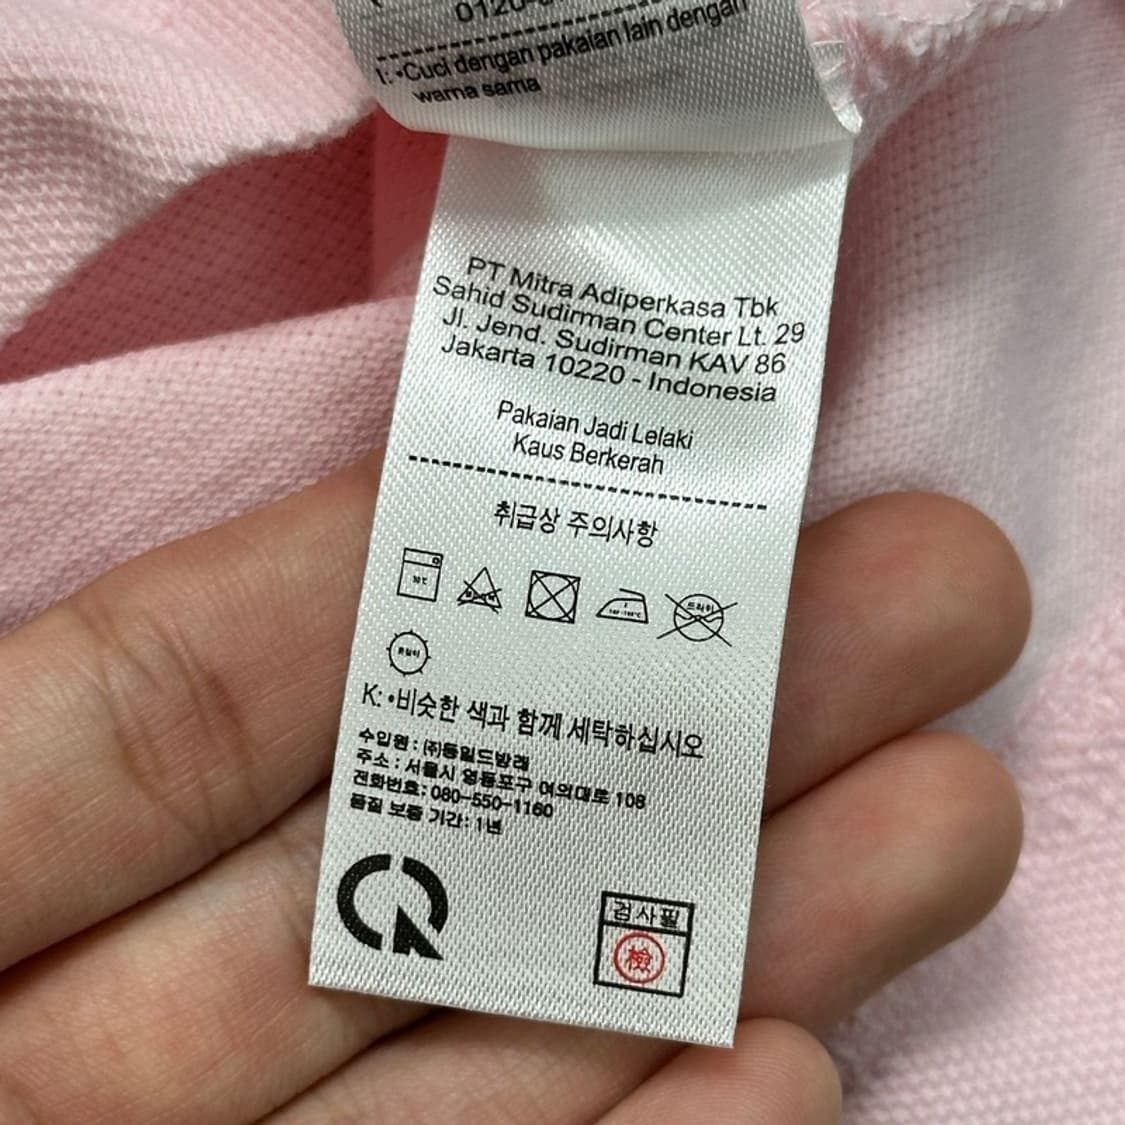 I: •Cuci dengan pakaian lain dengan
warna sama
PT Mitra Adiperkasa Tbk
Sahid Sudirman Center Lt. 29
Jl. Jend. Sudirman KAV 86
Jakarta 10220 - Indonesia
Pakaian Jadi Lelaki
Kaus Berkerah
취급상 주의사항
드라이
K: •비슷한 색과 함께 세탁하십시오
수입원 : ㈜동일드방레
주소 : 서울시 영등포구 여의대로 108
전화번호: 080-550-1160
품질 보증 기간: 1년
검사필
檢